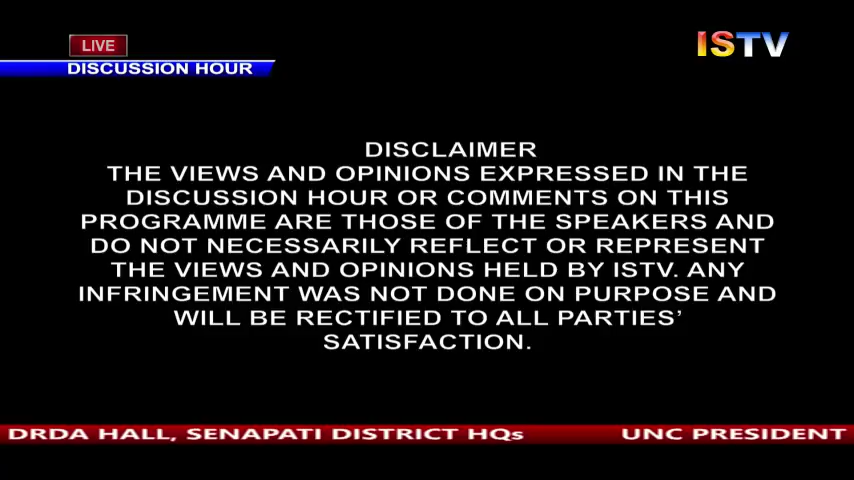 LIVE
ISTV
DISCUSSION HOUR
DISCLAIMER
THE VIEWS AND OPINIONS EXPRESSED IN THE
DISCUSSION HOUR OR COMMENTS ON THIS
PROGRAMME ARE THOSE OF THE SPEAKERS AND
DO NOT NECESSARILY REFLECT OR REPRESENT
THE VIEWS AND OPINIONS HELD BY ISTV. ANY
INFRINGEMENT WAS NOT DONE ON PURPOSE AND
WILL BE RECTIFIED TO ALL PARTIES’
SATISFACTION.
DRDA HALL, SENAPATI DISTRICT HQs UNC PRESIDENT